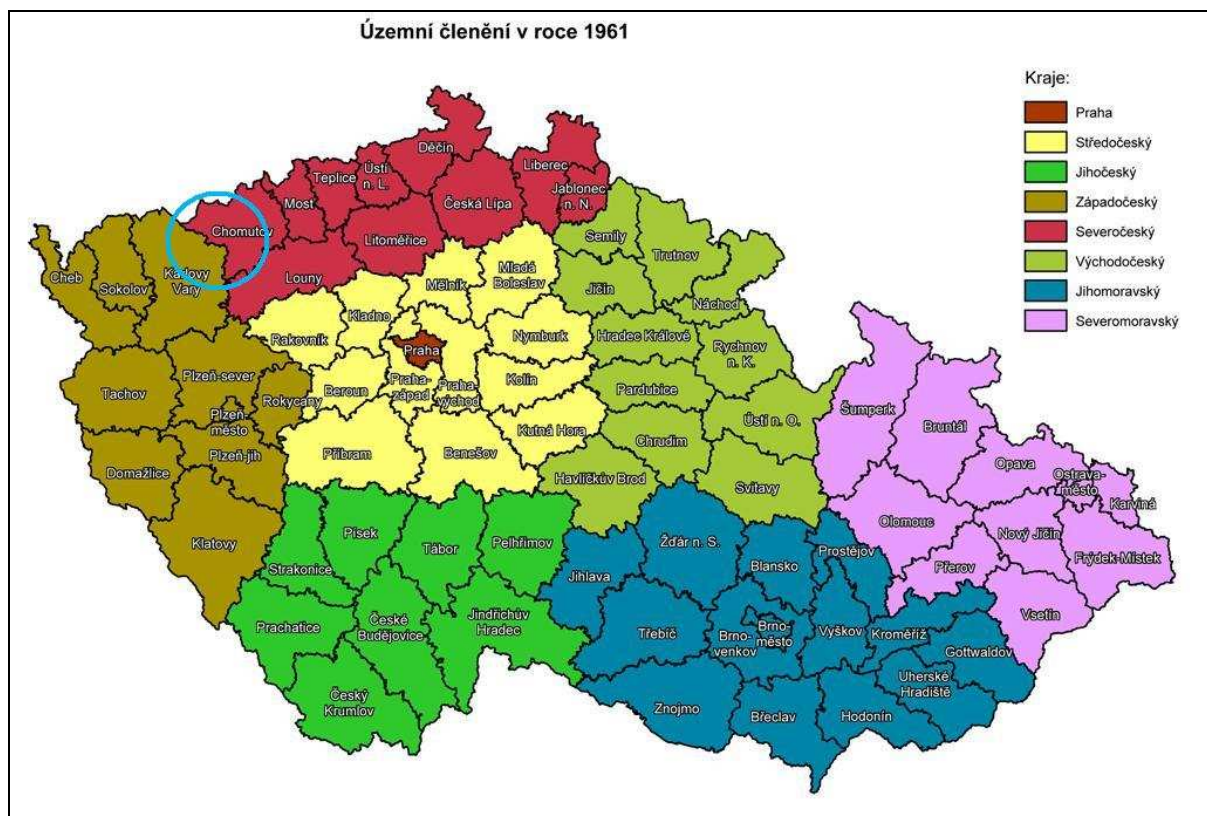 Územní členění v roce 1961
Kraje:
Praha
Středočeský
Jihočeský
Západočeský
Severočeský
Východočeský
Jihomoravský
Severomoravský
Děčín
Liberec
Ústí
n. L.
Teplice
Jablonec
n. N.
Most
Česká Lípa
Chomutov
Litoměřice
Semily
Trutnov
Cheb
Sokolov
Karlovy
Vary
Louny
Mělník
Mladá
Boleslav
Jičín
Náchod
Kladno
Rakovník
Nymburk
Hradec Králové
Rychnov
n. K.
Praha
Plzeň-sever
Tachov
Rokycany
Beroun
Praha-
západ
Praha-
východ
Kolín
Pardubice
Plzeň-
město
Kutná Hora
Ústí n. O.
Šumperk
Bruntál
Chrudim
Domažlice
Plzeň-jih
Příbram
Benešov
Havlíčkův Brod
Svitavy
Opava
Ostrava-
město
Karviná
Klatovy
Písek
Tábor
Pelhřimov
Olomouc
Nový Jičín
Frýdek-Místek
Strakonice
Jihlava
Žďár n. S.
Blansko
Prostějov
Přerov
Vsetín
Prachatice
České
Budějovice
Jindřichův
Hradec
Třebíč
Brno-
venkov
Brno-
město
Vyškov
Kroměříž
Gottwaldov
Uherské
Hradiště
Český
Krumlov
Znojmo
Břeclav
Hodonín